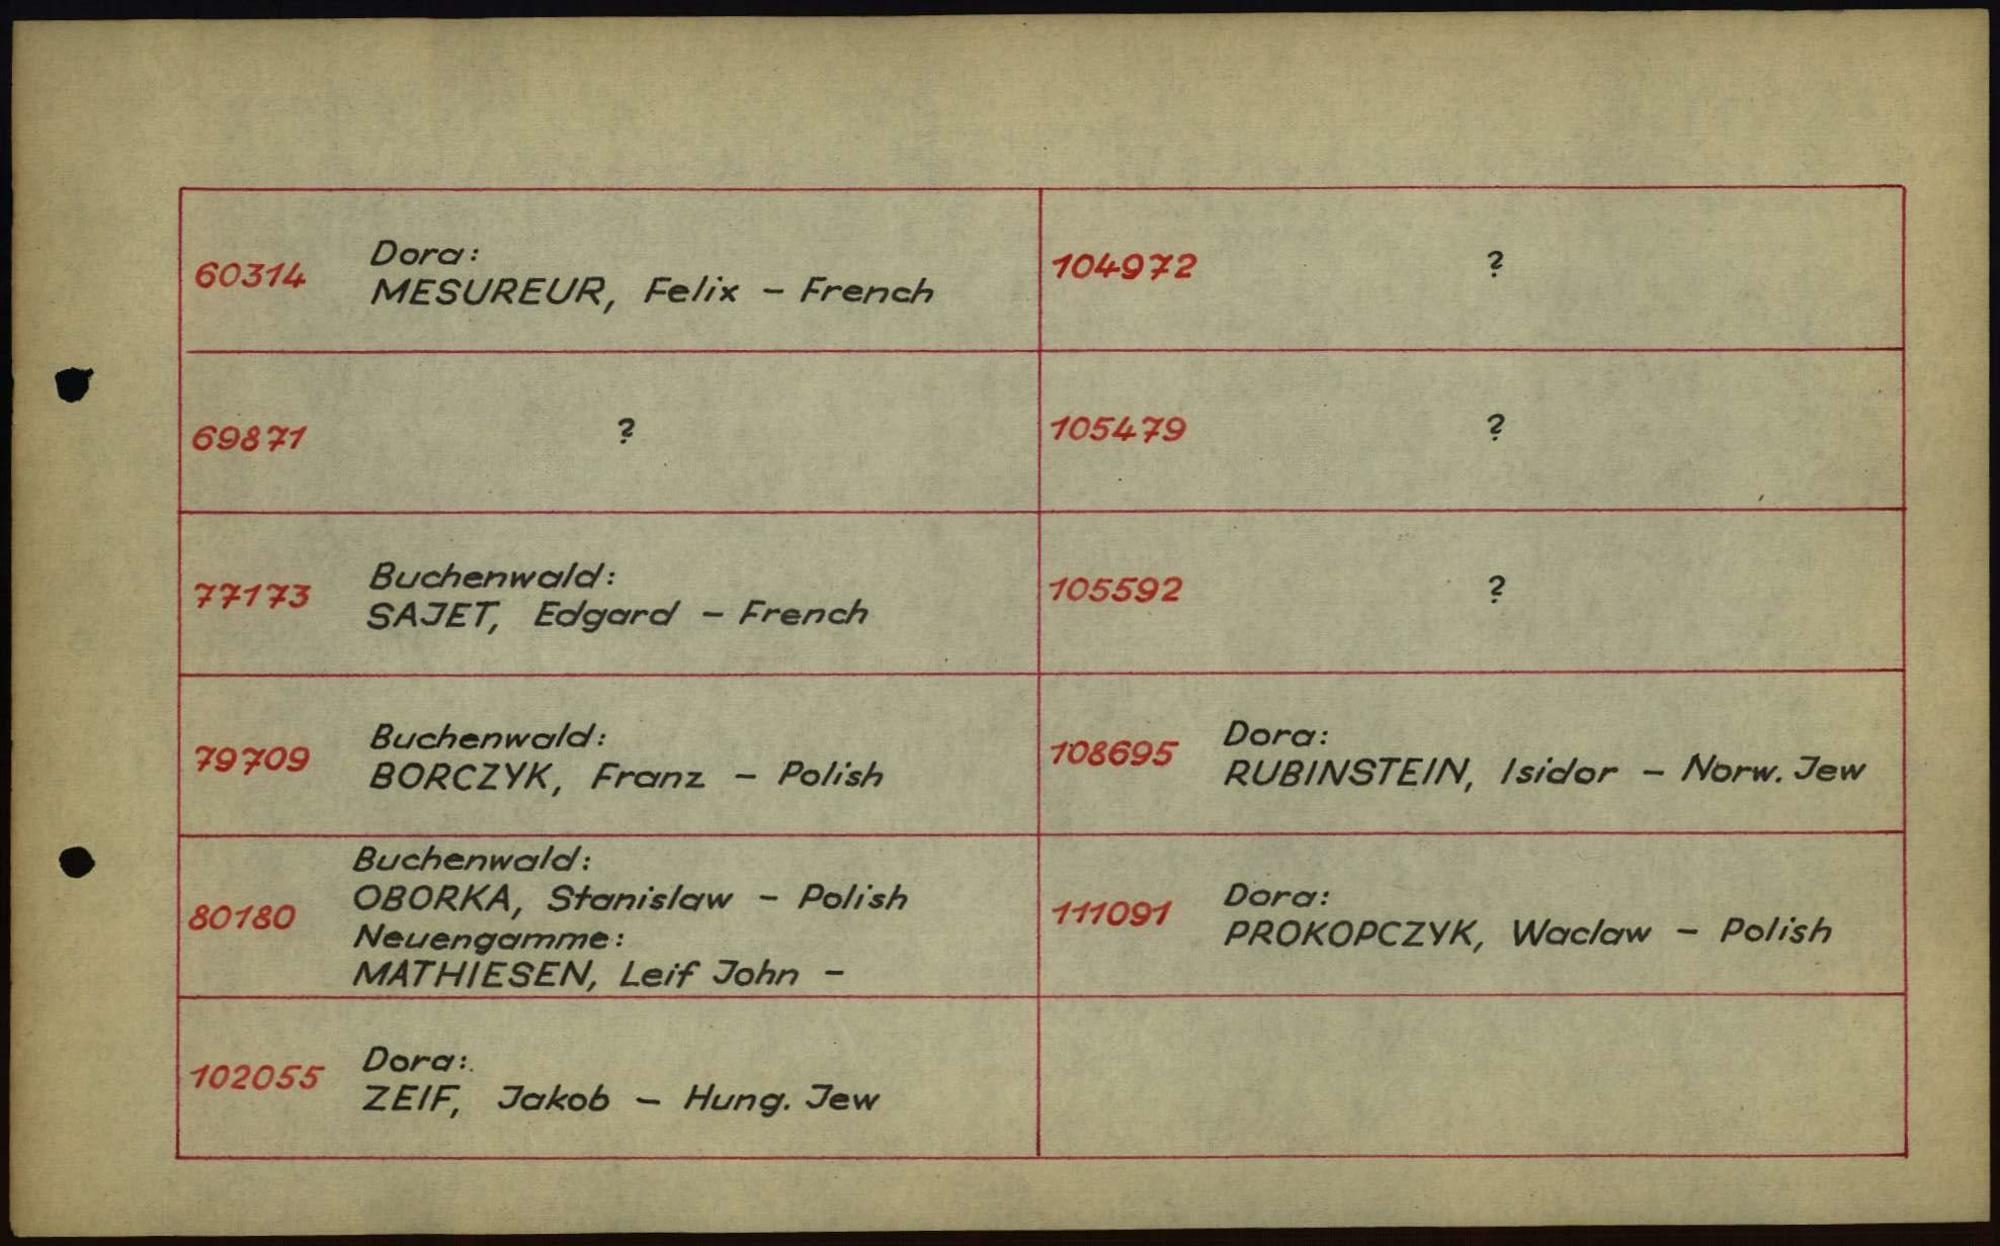 60314
Dora:
MESUREUR, Felix – French
69871
?
77173
Buchenwald:
SAJET, Edgard – French
79709
Buchenwald:
BORCZYK, Franz – Polish
80180
Buchenwald:
OBORKA, Stanislaw – Polish
Neuengamme:
MATHIESEN, Leif John –
102055
Dora:
ZEIF, Jakob – Hung. Jew
104972
?
105479
?
105592
?
108695
Dora:
RUBINSTEIN, Isidor – Norw. Jew
111091
Dora:
PROKOPCZYK, Waclaw – Polish